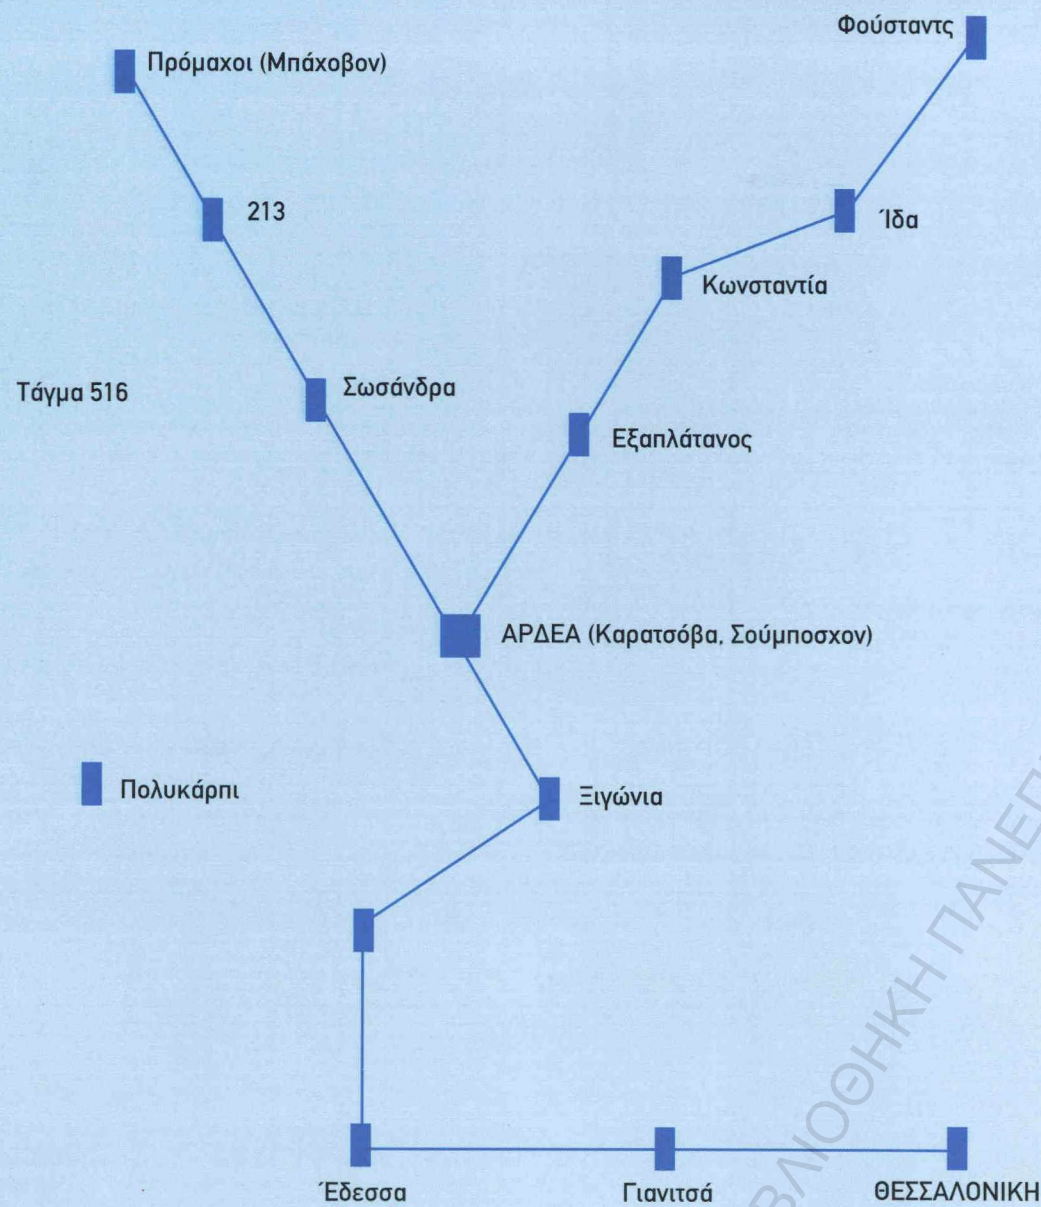 Φούσταντς
Πρόμαχοι (Μπάχοβον)
213
Ίδα
Κωνσταντία
Τάγμα 516
Σωσάνδρα
Εξαπλάτανος
ΑΡΔΕΑ (Καρατσόβα, Σούμποσχον)
Πολυκάρπι
Ξιγώνια
Έδεσσα
Γιανιτσά
ΘΕΣΣΑΛΟΝΙΚΗ